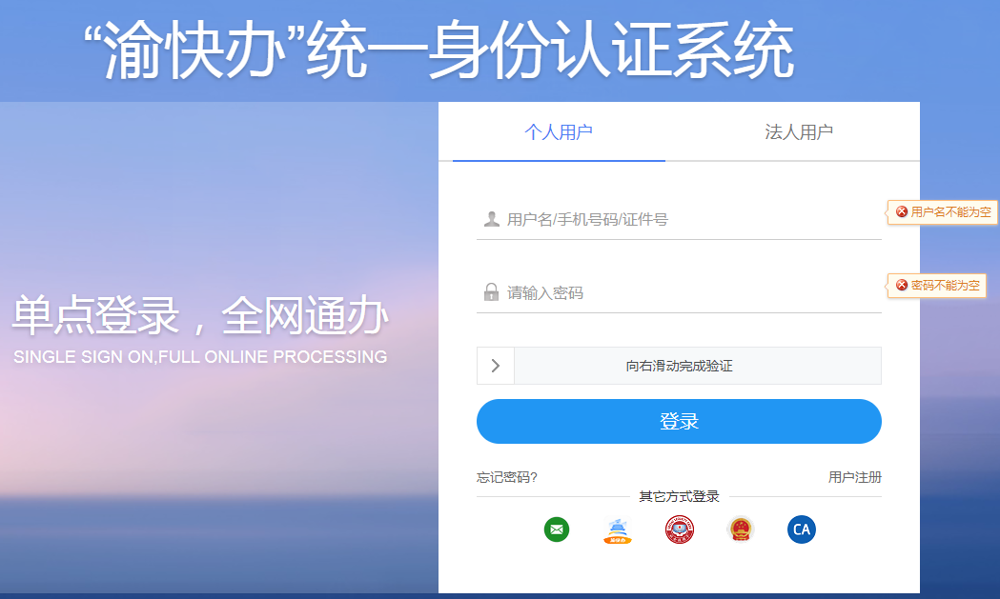 “渝快办”统一身份认证系统
个人用户
法人用户
用户名/手机号码/证件号
用户名不能为空
请输入密码
密码不能为空
单点登录，全网通办
SINGLE SIGN ON,FULL ONLINE PROCESSING
向右滑动完成验证
登录
忘记密码?
用户注册
其它方式登录
渝快办
CA